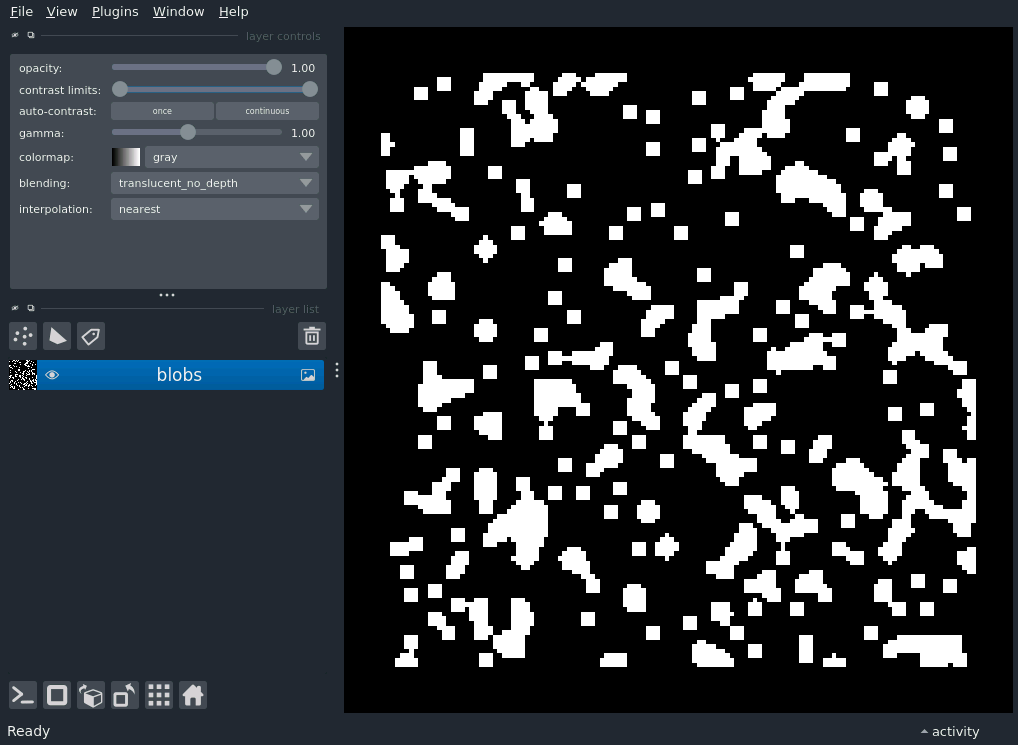 File View Plugins Window Help
layer controls
opacity: 1.00
contrast limits:
auto-contrast: once continuous
gamma: 1.00
colormap: gray
blending: translucent_no_depth
interpolation: nearest
layer list
blobs
Ready
activity